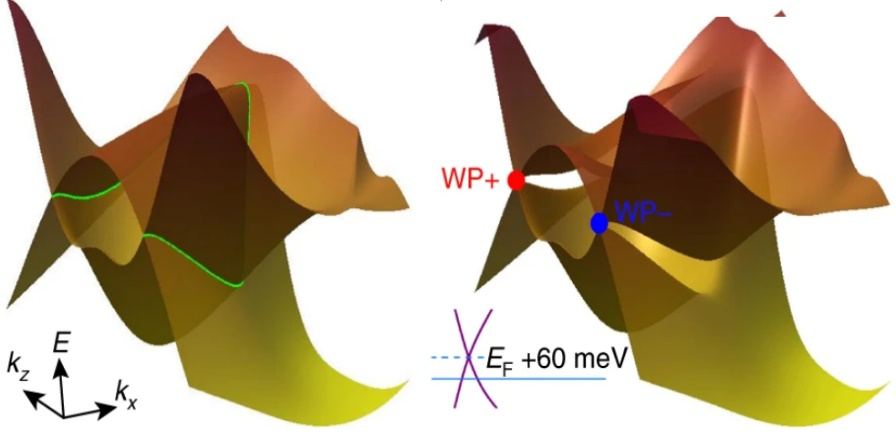 WP+
WP−
E
k_z
k_x
E_F +60 meV